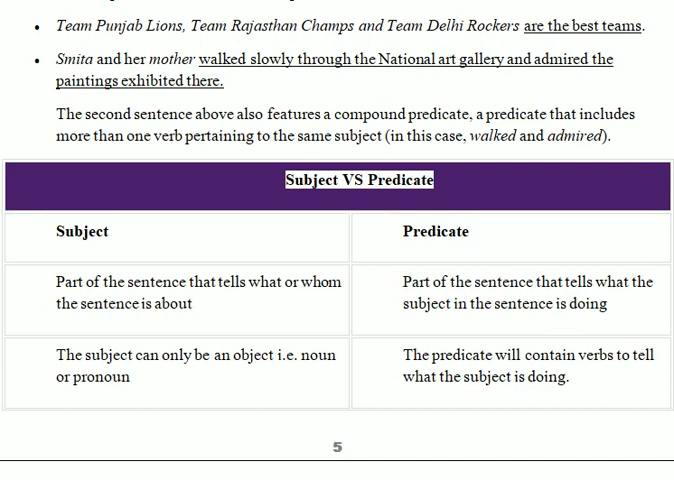 • Team Punjab Lions, Team Rajasthan Champs and Team Delhi Rockers are the best teams.
• Smita and her mother walked slowly through the National art gallery and admired the
paintings exhibited there.
The second sentence above also features a compound predicate, a predicate that includes
more than one verb pertaining to the same subject (in this case, walked and admired).
Subject VS Predicate
Subject
Predicate
Part of the sentence that tells what or whom
the sentence is about
Part of the sentence that tells what the
subject in the sentence is doing
The subject can only be an object i.e. noun
or pronoun
The predicate will contain verbs to tell
what the subject is doing.
5